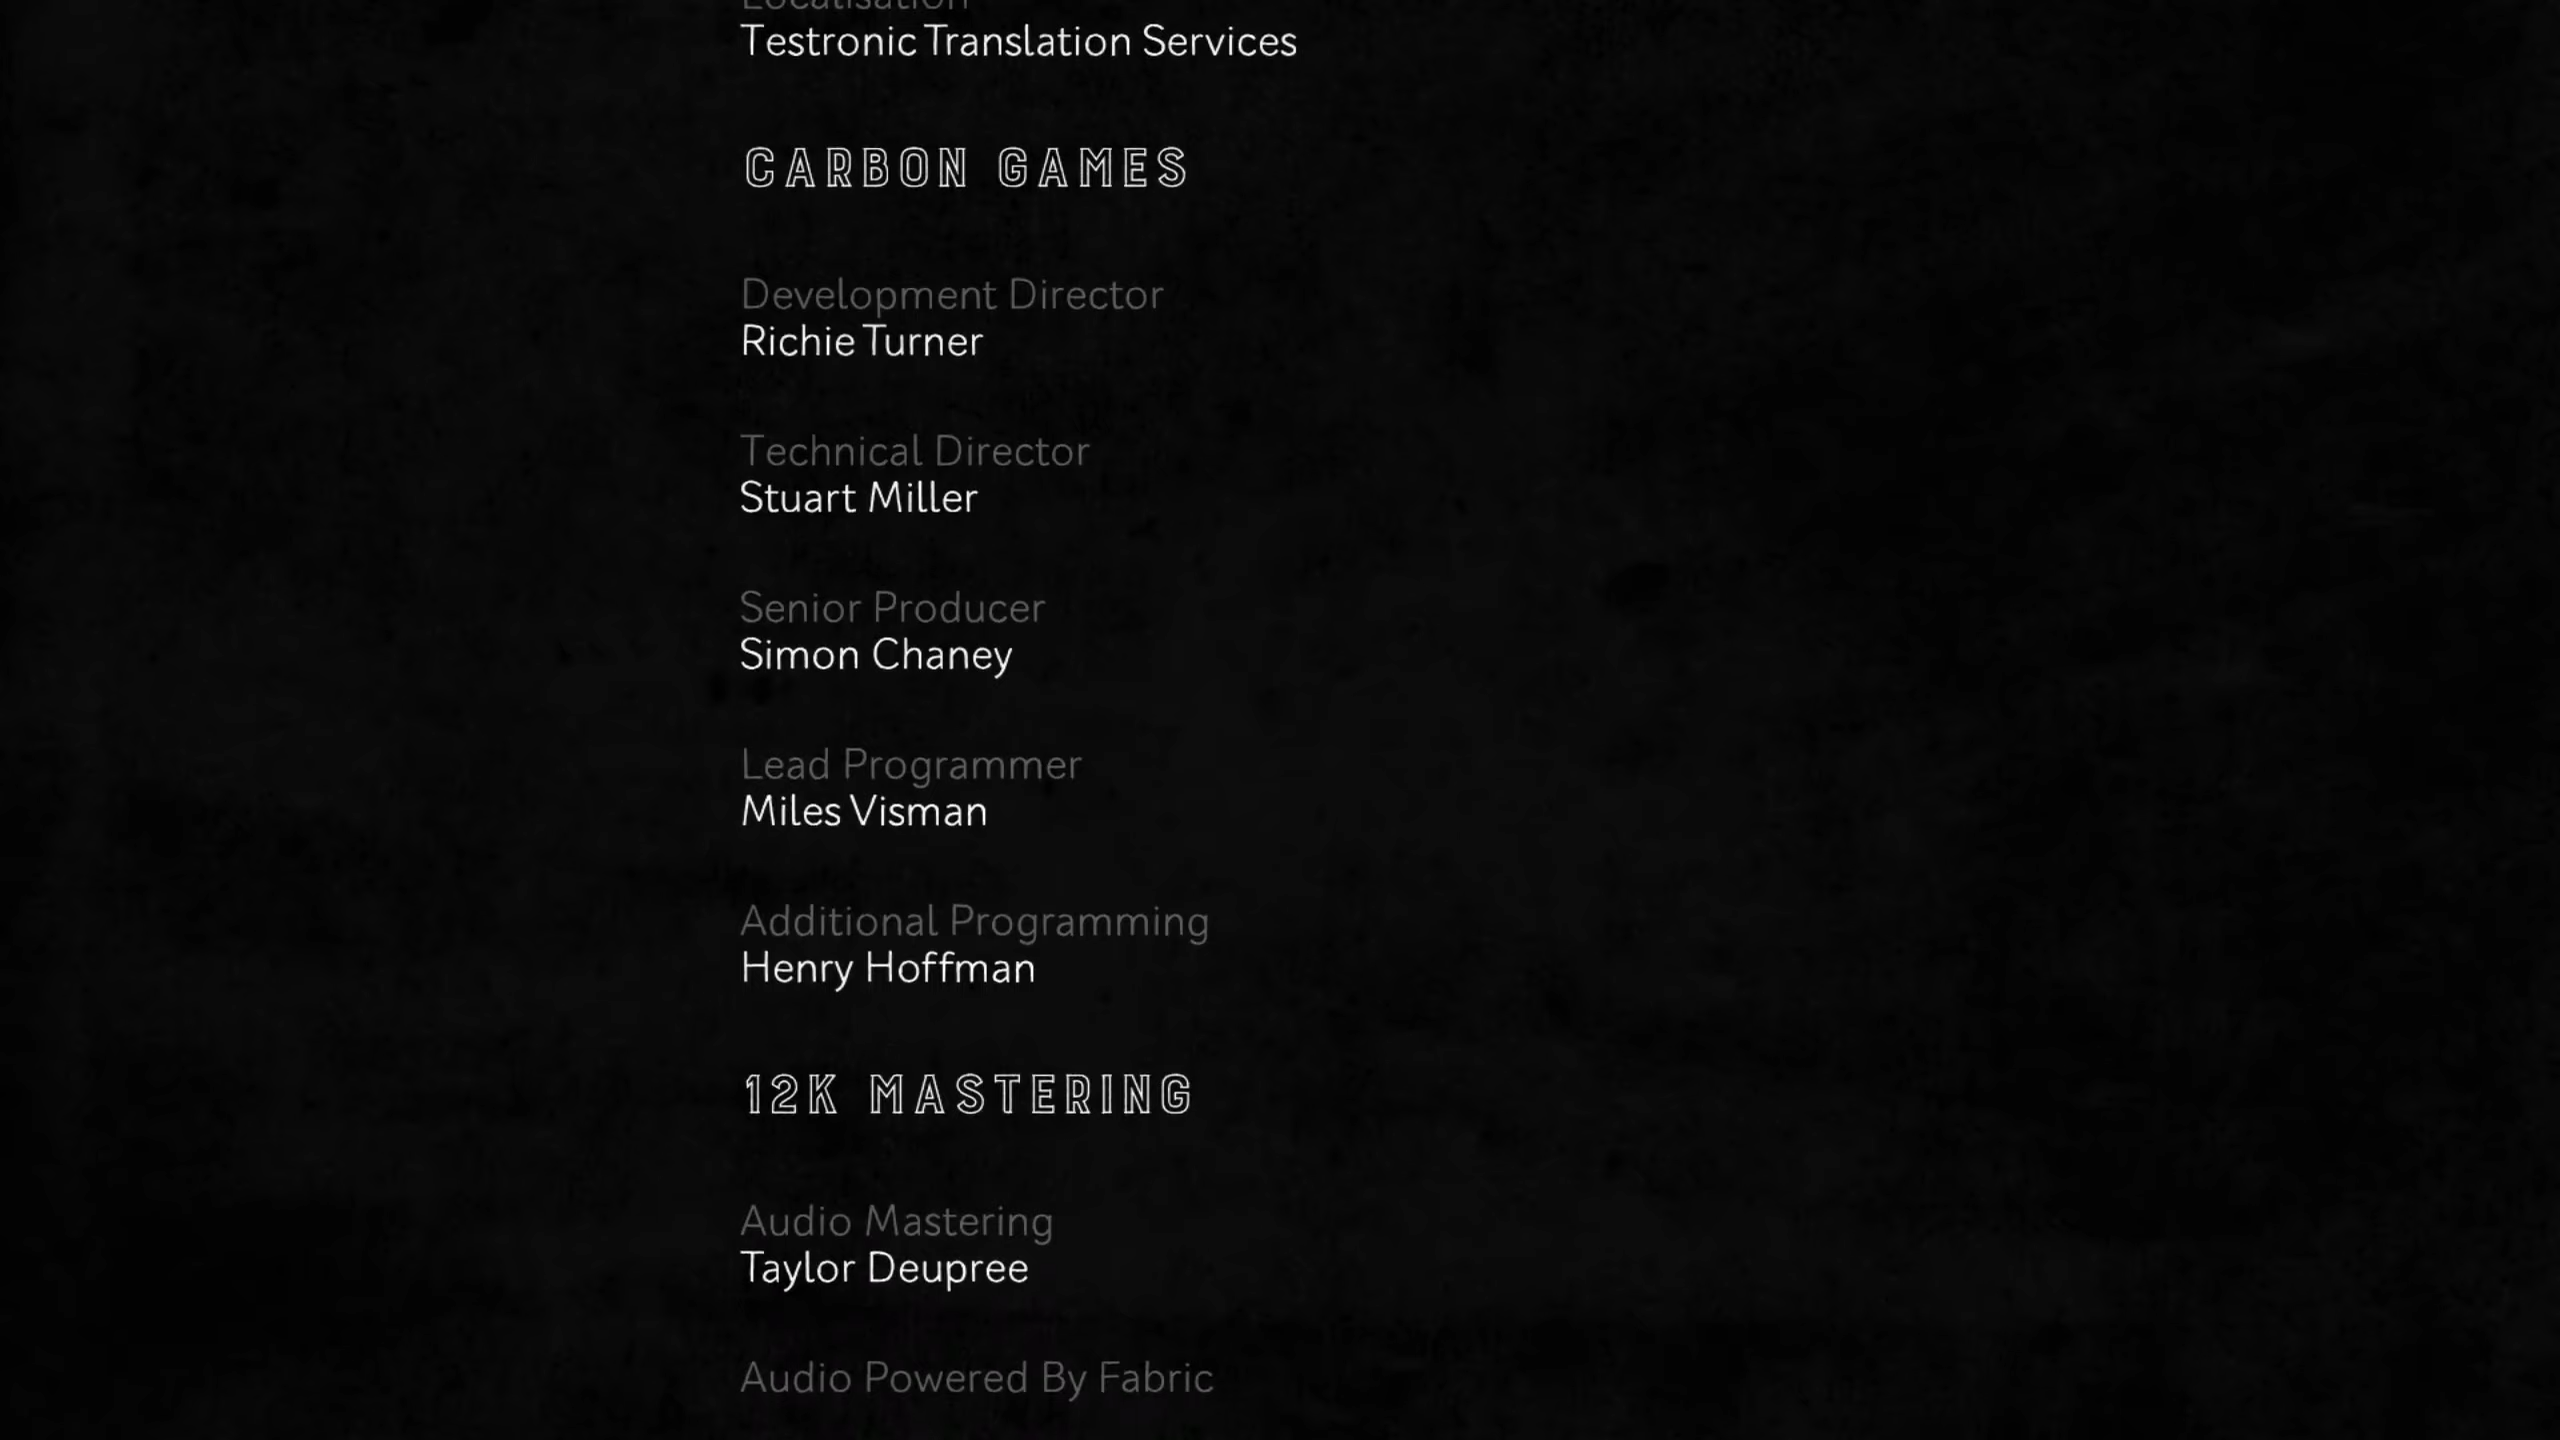 Localisation
Testronic Translation Services
CARBON GAMES
Development Director
Richie Turner
Technical Director
Stuart Miller
Senior Producer
Simon Chaney
Lead Programmer
Miles Visman
Additional Programming
Henry Hoffman
12K MASTERING
Audio Mastering
Taylor Deupree
Audio Powered By Fabric